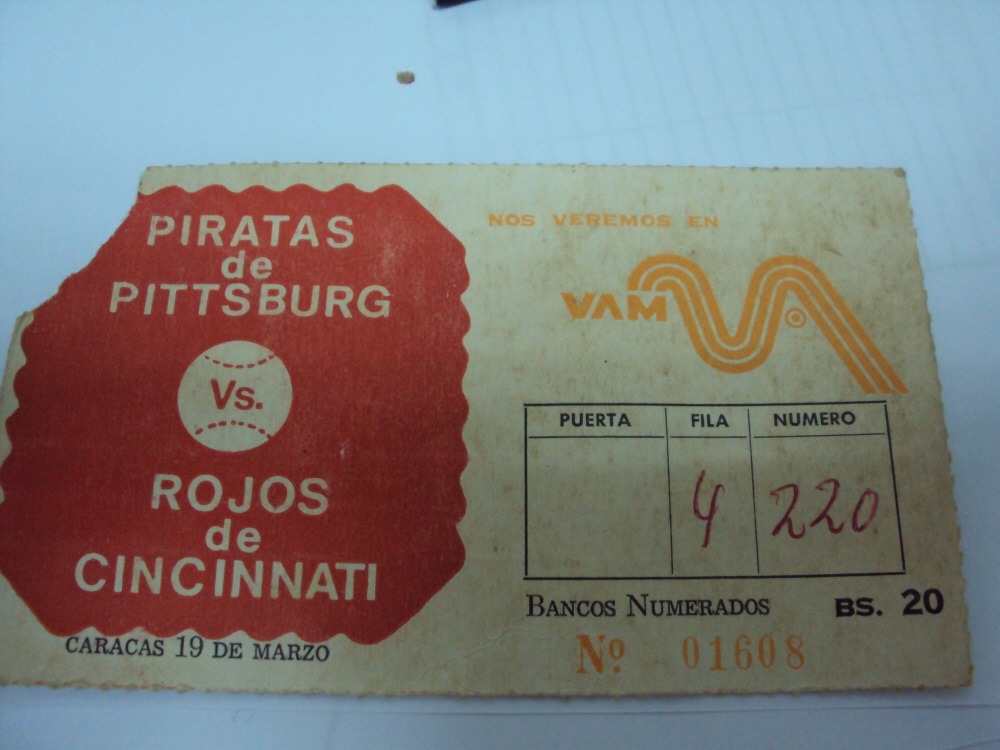 PIRATAS
de
PITTSBURG
Vs.
ROJOS
de
CINCINNATI
CARACAS 19 DE MARZO
NOS VEREMOS EN
VAM
PUERTA FILA NUMERO
4 220
BANCOS NUMERADOS BS. 20
Nº 01608